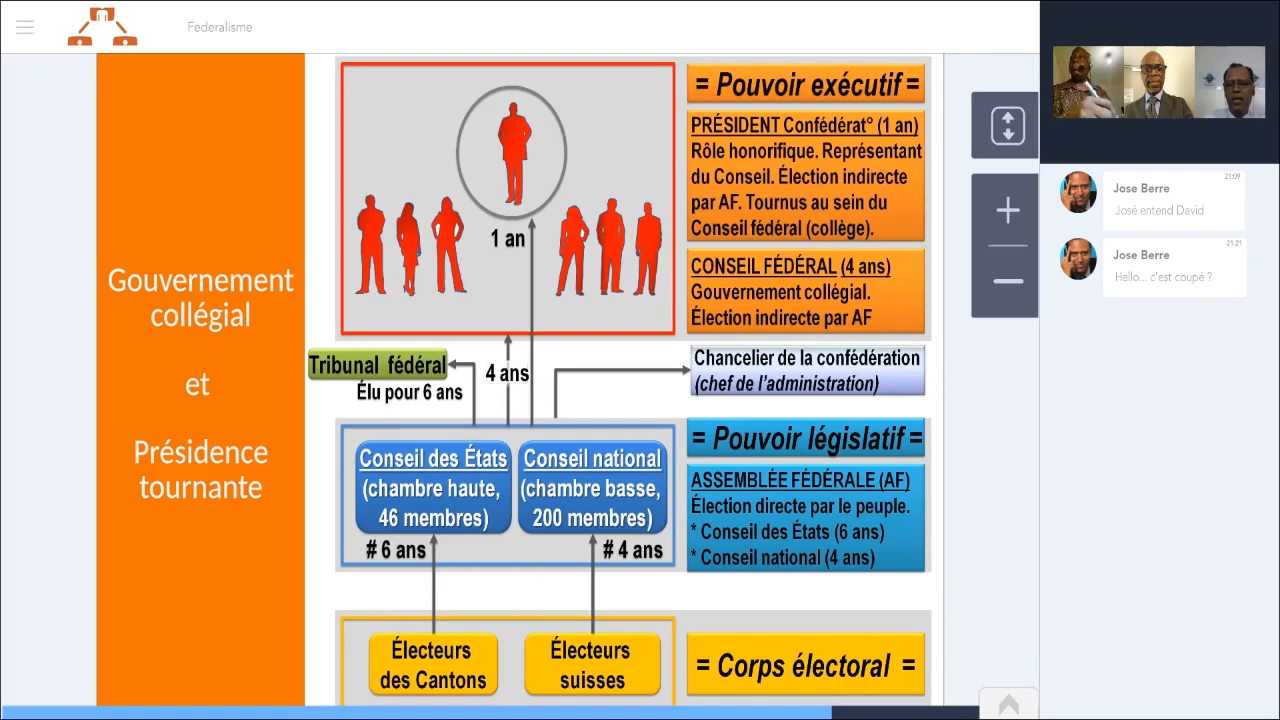 Federalisme
Gouvernement
collégial
et
Présidence
tournante
1 an
= Pouvoir exécutif =
PRÉSIDENT Confédérat° (1 an)
Rôle honorifique. Représentant
du Conseil. Élection indirecte
par AF. Tournus au sein du
Conseil fédéral (collège).
CONSEIL FÉDÉRAL (4 ans)
Gouvernement collégial.
Élection indirecte par AF
Tribunal fédéral
Élu pour 6 ans
4 ans
Chancelier de la confédération
(chef de l'administration)
Conseil des États
(chambre haute,
46 membres)
# 6 ans
Conseil national
(chambre basse,
200 membres)
# 4 ans
= Pouvoir législatif =
ASSEMBLÉE FÉDÉRALE (AF)
Élection directe par le peuple.
* Conseil des États (6 ans)
* Conseil national (4 ans)
Électeurs
des Cantons
Électeurs
suisses
= Corps électoral =
21:09
Jose Berre
José entend David
21:21
Jose Berre
Hello... c'est coupé ?